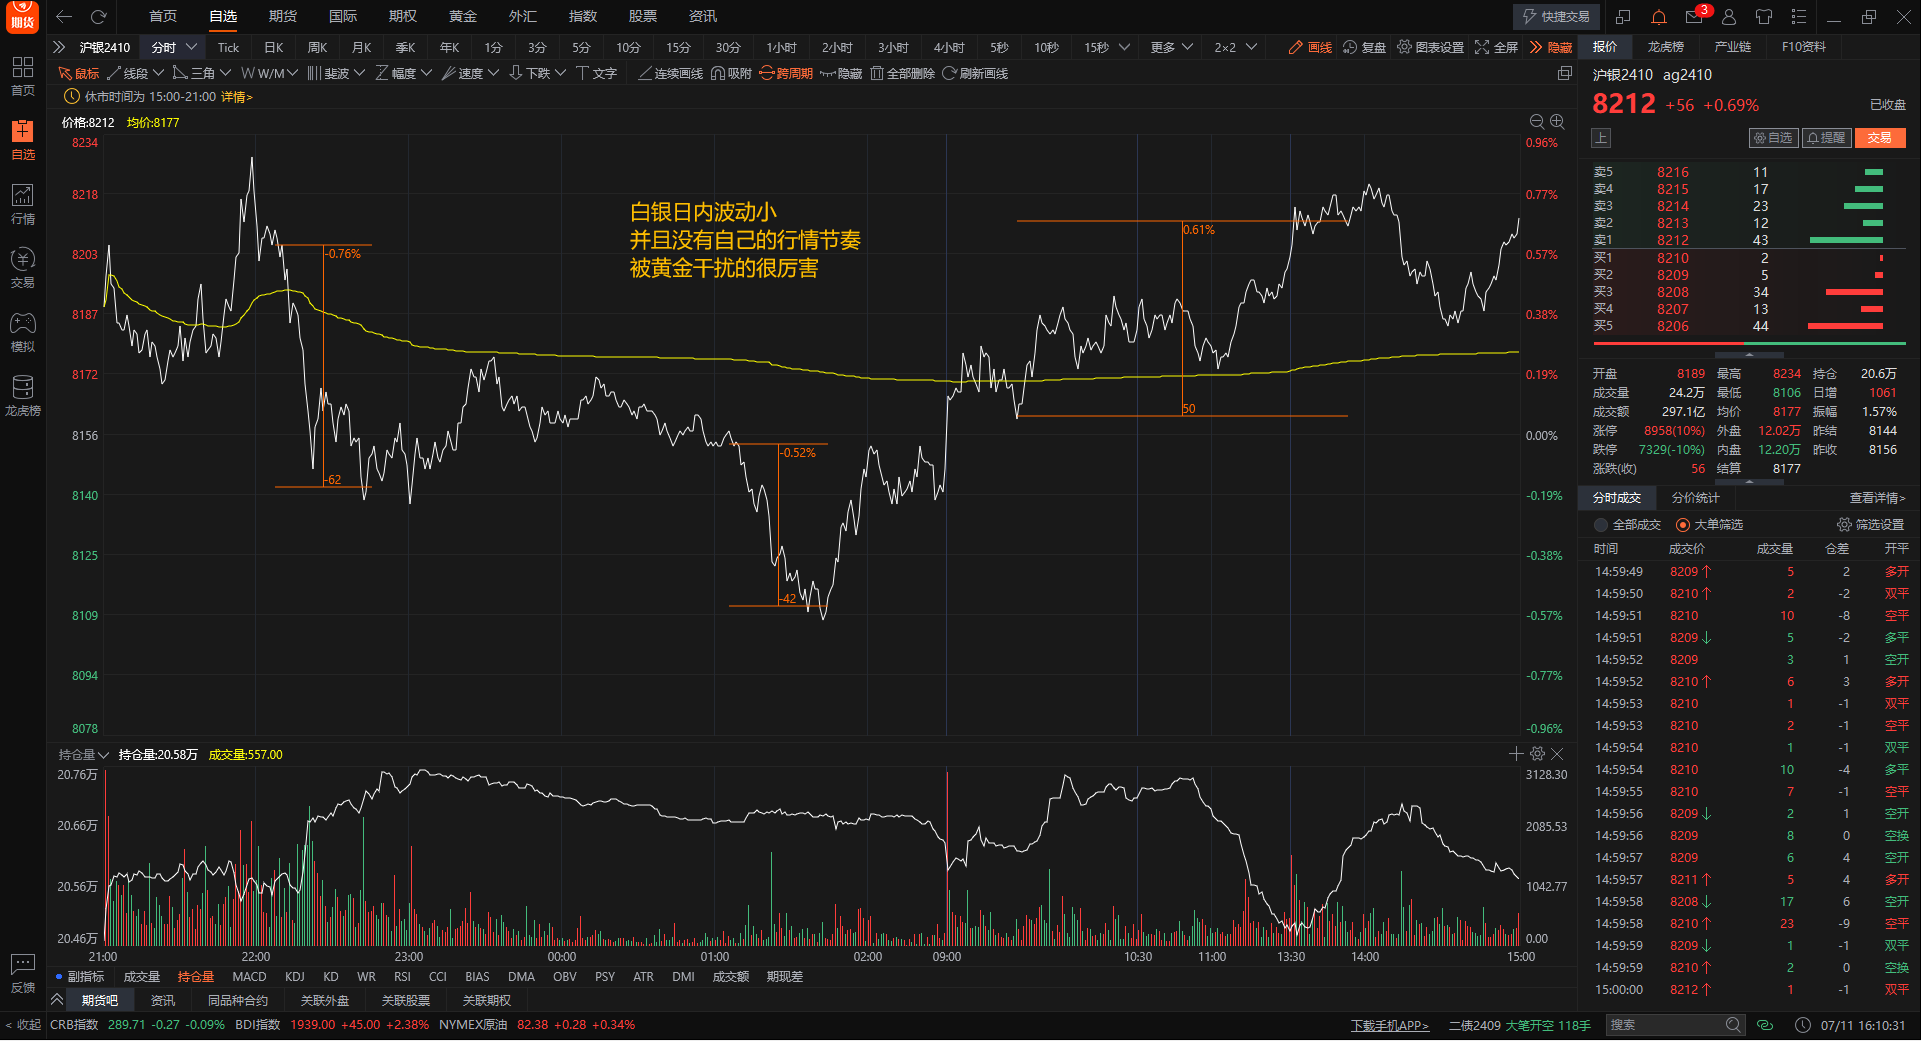 期货
首页 自选 期货 国际 期权 黄金 外汇 指数 股票 资讯
快捷交易 3
沪银2410 分时 Tick 日K 周K 月K 季K 年K 1分 3分 5分 10分 15分 30分 1小时 2小时 3小时 4小时 5秒 10秒 15秒 更多 2×2 画线 复盘 图表设置 全屏 隐藏
鼠标 线段 三角 W/M 斐波 幅度 速度 下跌 文字 连续画线 吸附 跨周期 隐藏 全部删除 刷新画线
休市时间为 15:00-21:00 详情>
价格:8212 均价:8177
首页
自选
行情
交易
模拟
龙虎榜
反馈
< 收起
8234 0.96%
8218 0.77%
8203 0.57%
8187 0.38%
8172 0.19%
8156 0.00%
8140 -0.19%
8125 -0.38%
8109 -0.57%
8094 -0.77%
8078 -0.96%
白银日内波动小
并且没有自己的行情节奏
被黄金干扰的很厉害
-0.76%
-62
-0.52%
-42
0.61%
50
持仓量 持仓量:20.58万 成交量:557.00
20.76万 3128.30
20.66万 2085.53
20.56万 1042.77
20.46万 0.00
21:00 22:00 23:00 00:00 01:00 02:00 09:00 10:30 11:00 13:30 14:00 15:00
副指标 成交量 持仓量 MACD KDJ KD WR RSI CCI BIAS DMA OBV PSY ATR DMI 成交额 期现差
期货吧 资讯 同品种合约 关联外盘 关联股票 关联期权
CRB指数 289.71 -0.27 -0.09% BDI指数 1939.00 +45.00 +2.38% NYMEX原油 82.38 +0.28 +0.34%
下载手机APP> 二债2409 大笔开空 118手 搜索 07/11 16:10:31
报价 龙虎榜 产业链 F10资料
沪银2410 ag2410
8212 +56 +0.69% 已收盘
上 自选 提醒 交易
卖5 8216 11
卖4 8215 17
卖3 8214 23
卖2 8213 12
卖1 8212 43
买1 8210 2
买2 8209 5
买3 8208 34
买4 8207 13
买5 8206 44
开盘 8189 最高 8234 持仓 20.6万
成交量 24.2万 最低 8106 日增 1061
成交额 297.1亿 均价 8177 振幅 1.57%
涨停 8958(10%) 外盘 12.02万 昨结 8144
跌停 7329(-10%) 内盘 12.20万 昨收 8156
涨跌(收) 56 结算 8177
分时成交 分价统计 查看详情>
全部成交 大单筛选 筛选设置
时间 成交价 成交量 仓差 开平
14:59:49 8209↑ 5 2 多开
14:59:50 8210↑ 2 -2 双平
14:59:51 8210 10 -8 空平
14:59:51 8209↓ 5 -2 多平
14:59:52 8209 3 1 空开
14:59:52 8210↑ 6 3 多开
14:59:53 8210 1 -1 双平
14:59:53 8210 2 -1 空平
14:59:54 8210 1 -1 双平
14:59:54 8210 10 -4 多平
14:59:55 8210 7 -1 空平
14:59:56 8209↓ 2 1 空开
14:59:56 8209 8 0 空换
14:59:57 8209 6 4 空开
14:59:57 8211↑ 5 4 多开
14:59:58 8208↓ 17 6 空开
14:59:58 8210↑ 23 -9 空平
14:59:59 8209↓ 1 -1 双平
14:59:59 8210↑ 2 0 空换
15:00:00 8212↑ 1 -1 双平